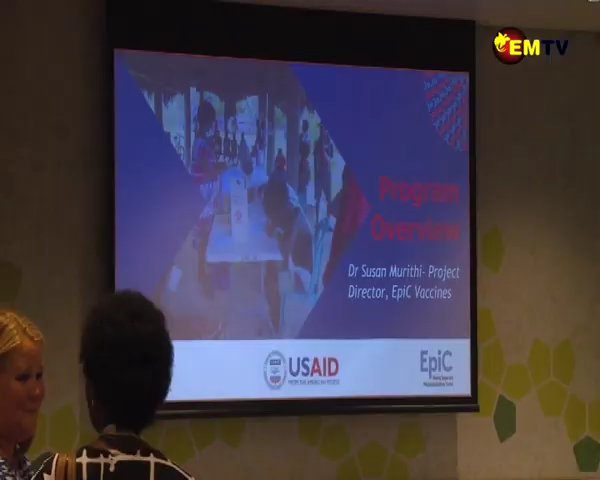 EMTV
Program
Overview
Dr Susan Murithi- Project
Director, EpiC Vaccines
USAID
FROM THE AMERICAN PEOPLE
EpiC